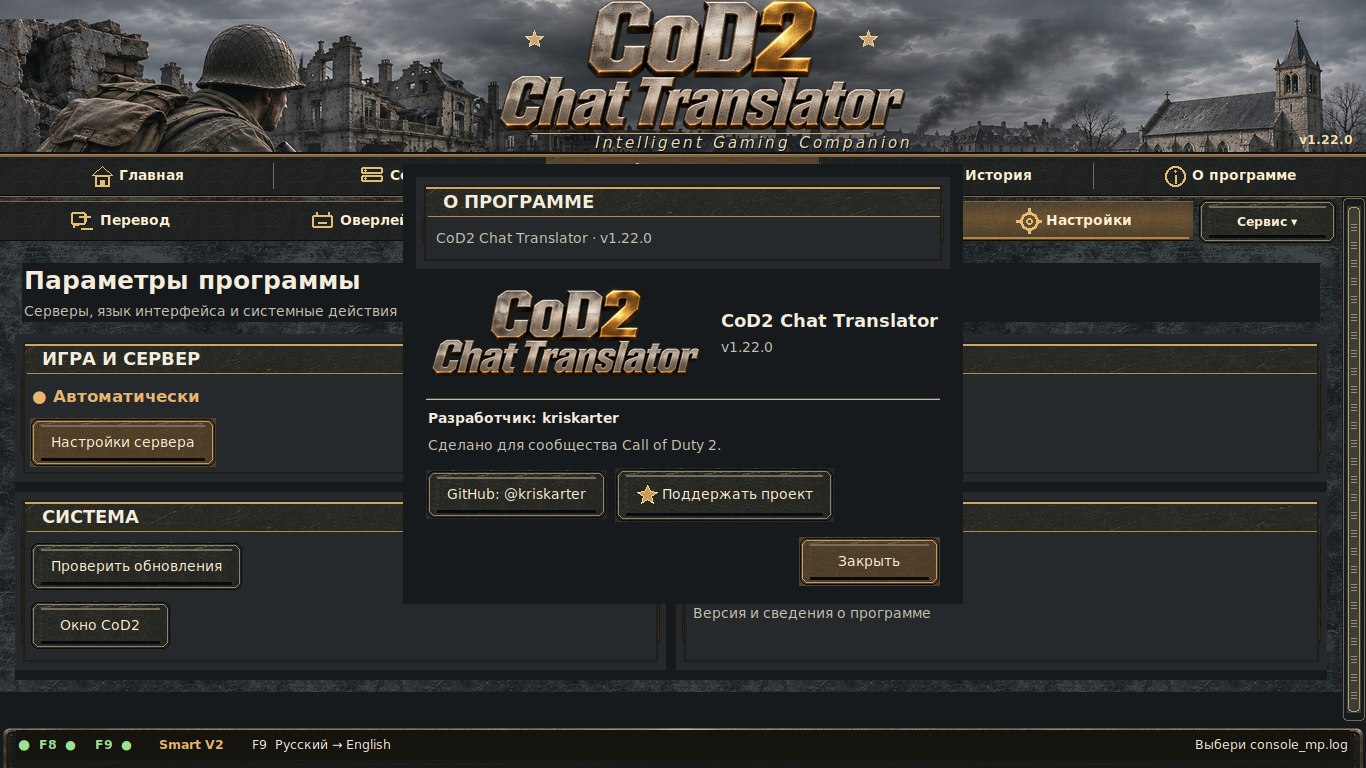 CoD2
Chat Translator
Intelligent Gaming Companion
v1.22.0
Главная
История
О программе
Перевод
Настройки
Сервис ▾
Параметры программы
Серверы, язык интерфейса и системные действия
ИГРА И СЕРВЕР
Автоматически
Настройки сервера
СИСТЕМА
Проверить обновления
Окно CoD2
О ПРОГРАММЕ
CoD2 Chat Translator · v1.22.0
CoD2
Chat Translator
CoD2 Chat Translator
v1.22.0
Разработчик: kriskarter
Сделано для сообщества Call of Duty 2.
GitHub: @kriskarter
Поддержать проект
Закрыть
Версия и сведения о программе
F8 F9 Smart V2 F9 Русский → English
Выбери console_mp.log